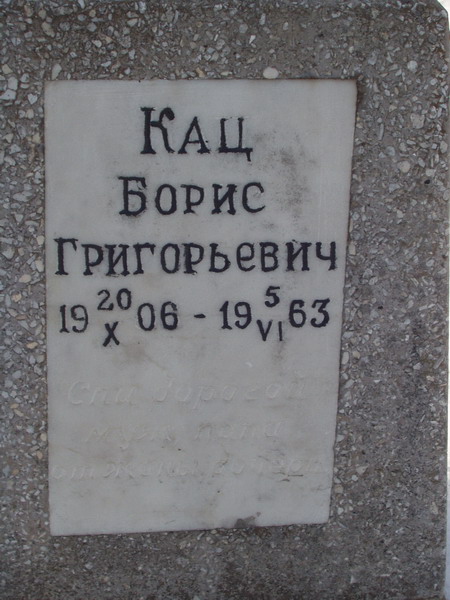 Кац
Борис
Григорьевич
19 20/X 06 - 19 5/VI 63
Спи дорогой
муж папа